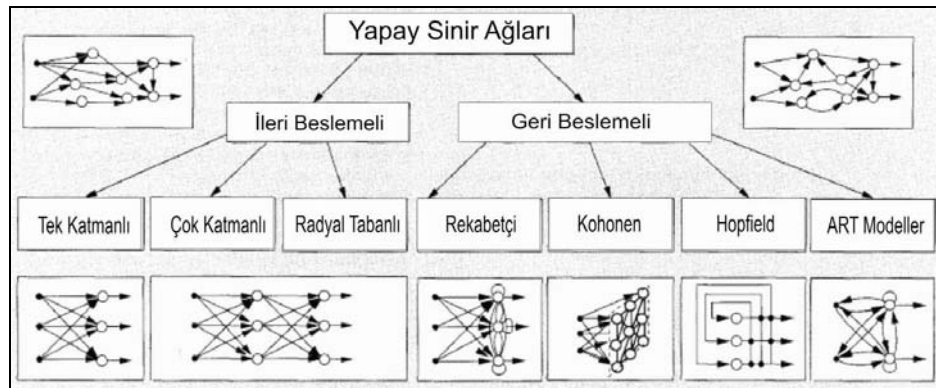 Yapay Sinir Ağları
İleri Beslemeli
Geri Beslemeli
Tek Katmanlı
Çok Katmanlı
Radyal Tabanlı
Rekabetçi
Kohonen
Hopfield
ART Modeller